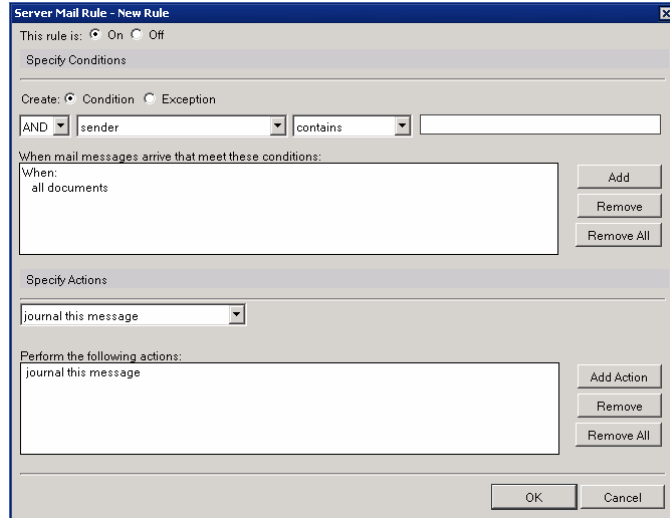 Server Mail Rule - New Rule
This rule is: On Off
Specify Conditions
Create: Condition Exception
AND sender contains
When mail messages arrive that meet these conditions:
When:
all documents
Add
Remove
Remove All
Specify Actions
journal this message
Perform the following actions:
journal this message
Add Action
Remove
Remove All
OK Cancel